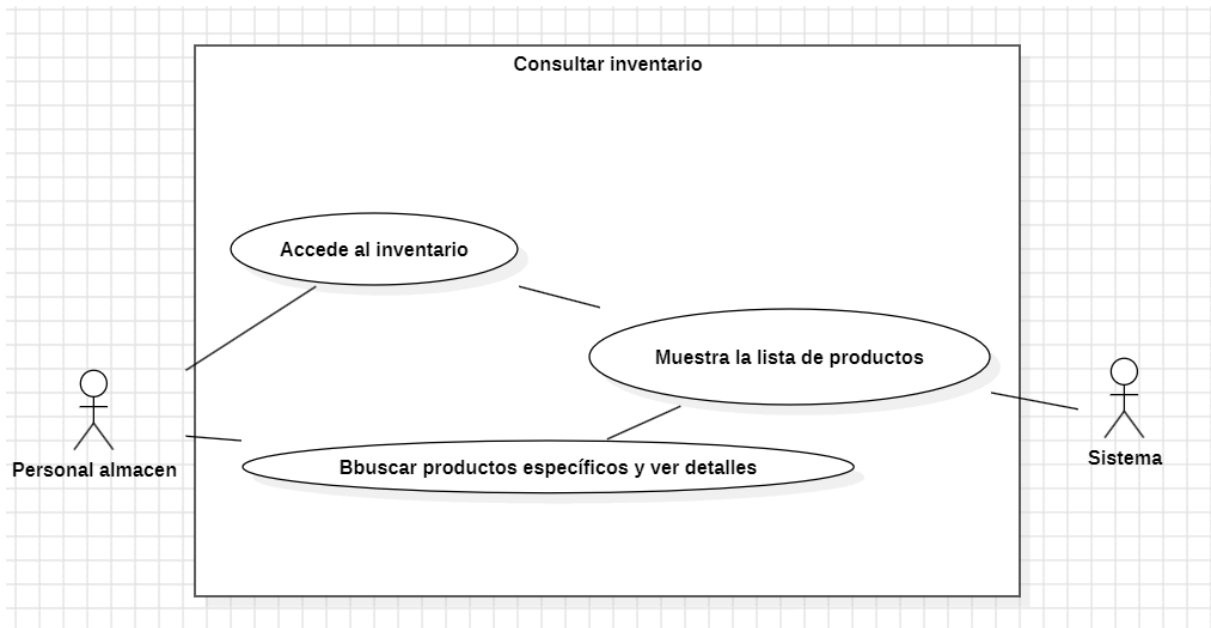 Consultar inventario
Accede al inventario
Muestra la lista de productos
Personal almacen
Bbuscar productos específicos y ver detalles
Sistema